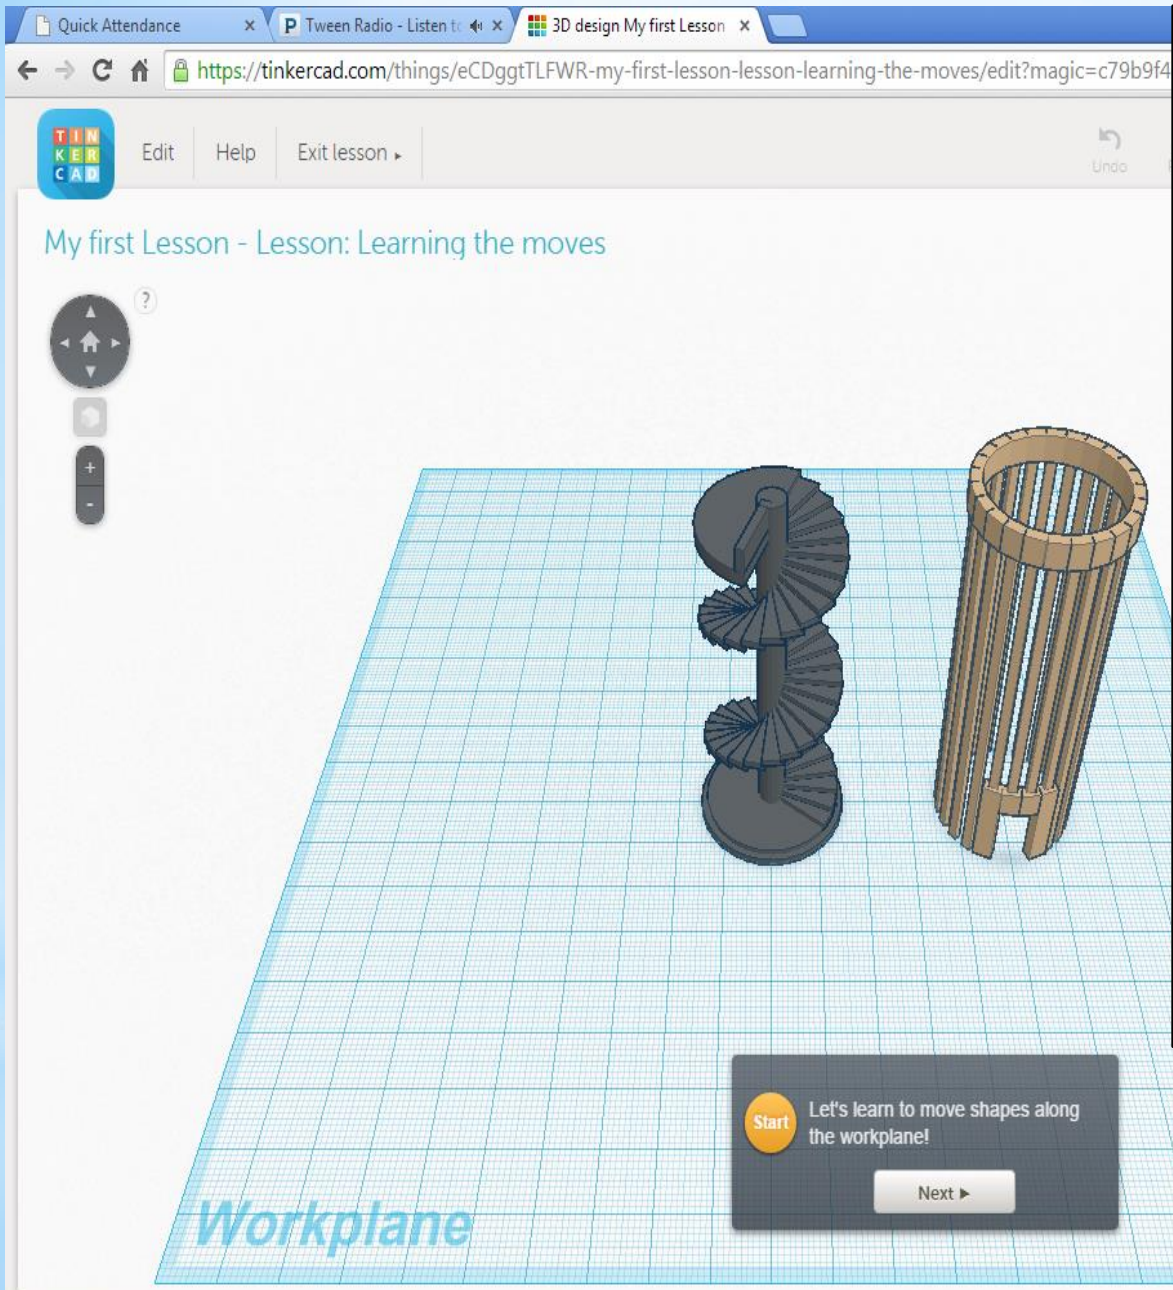 Quick Attendance
Tween Radio - Listen to
3D design My first Lesson
https://tinkercad.com/things/eCDggtTLFWR-my-first-lesson-lesson-learning-the-moves/edit?magic=c79b9f4
TIN
KER
CAD
Edit
Help
Exit lesson
Undo
My first Lesson - Lesson: Learning the moves
?
+
-
Start
Let's learn to move shapes along
the workplane!
Next
Workplane